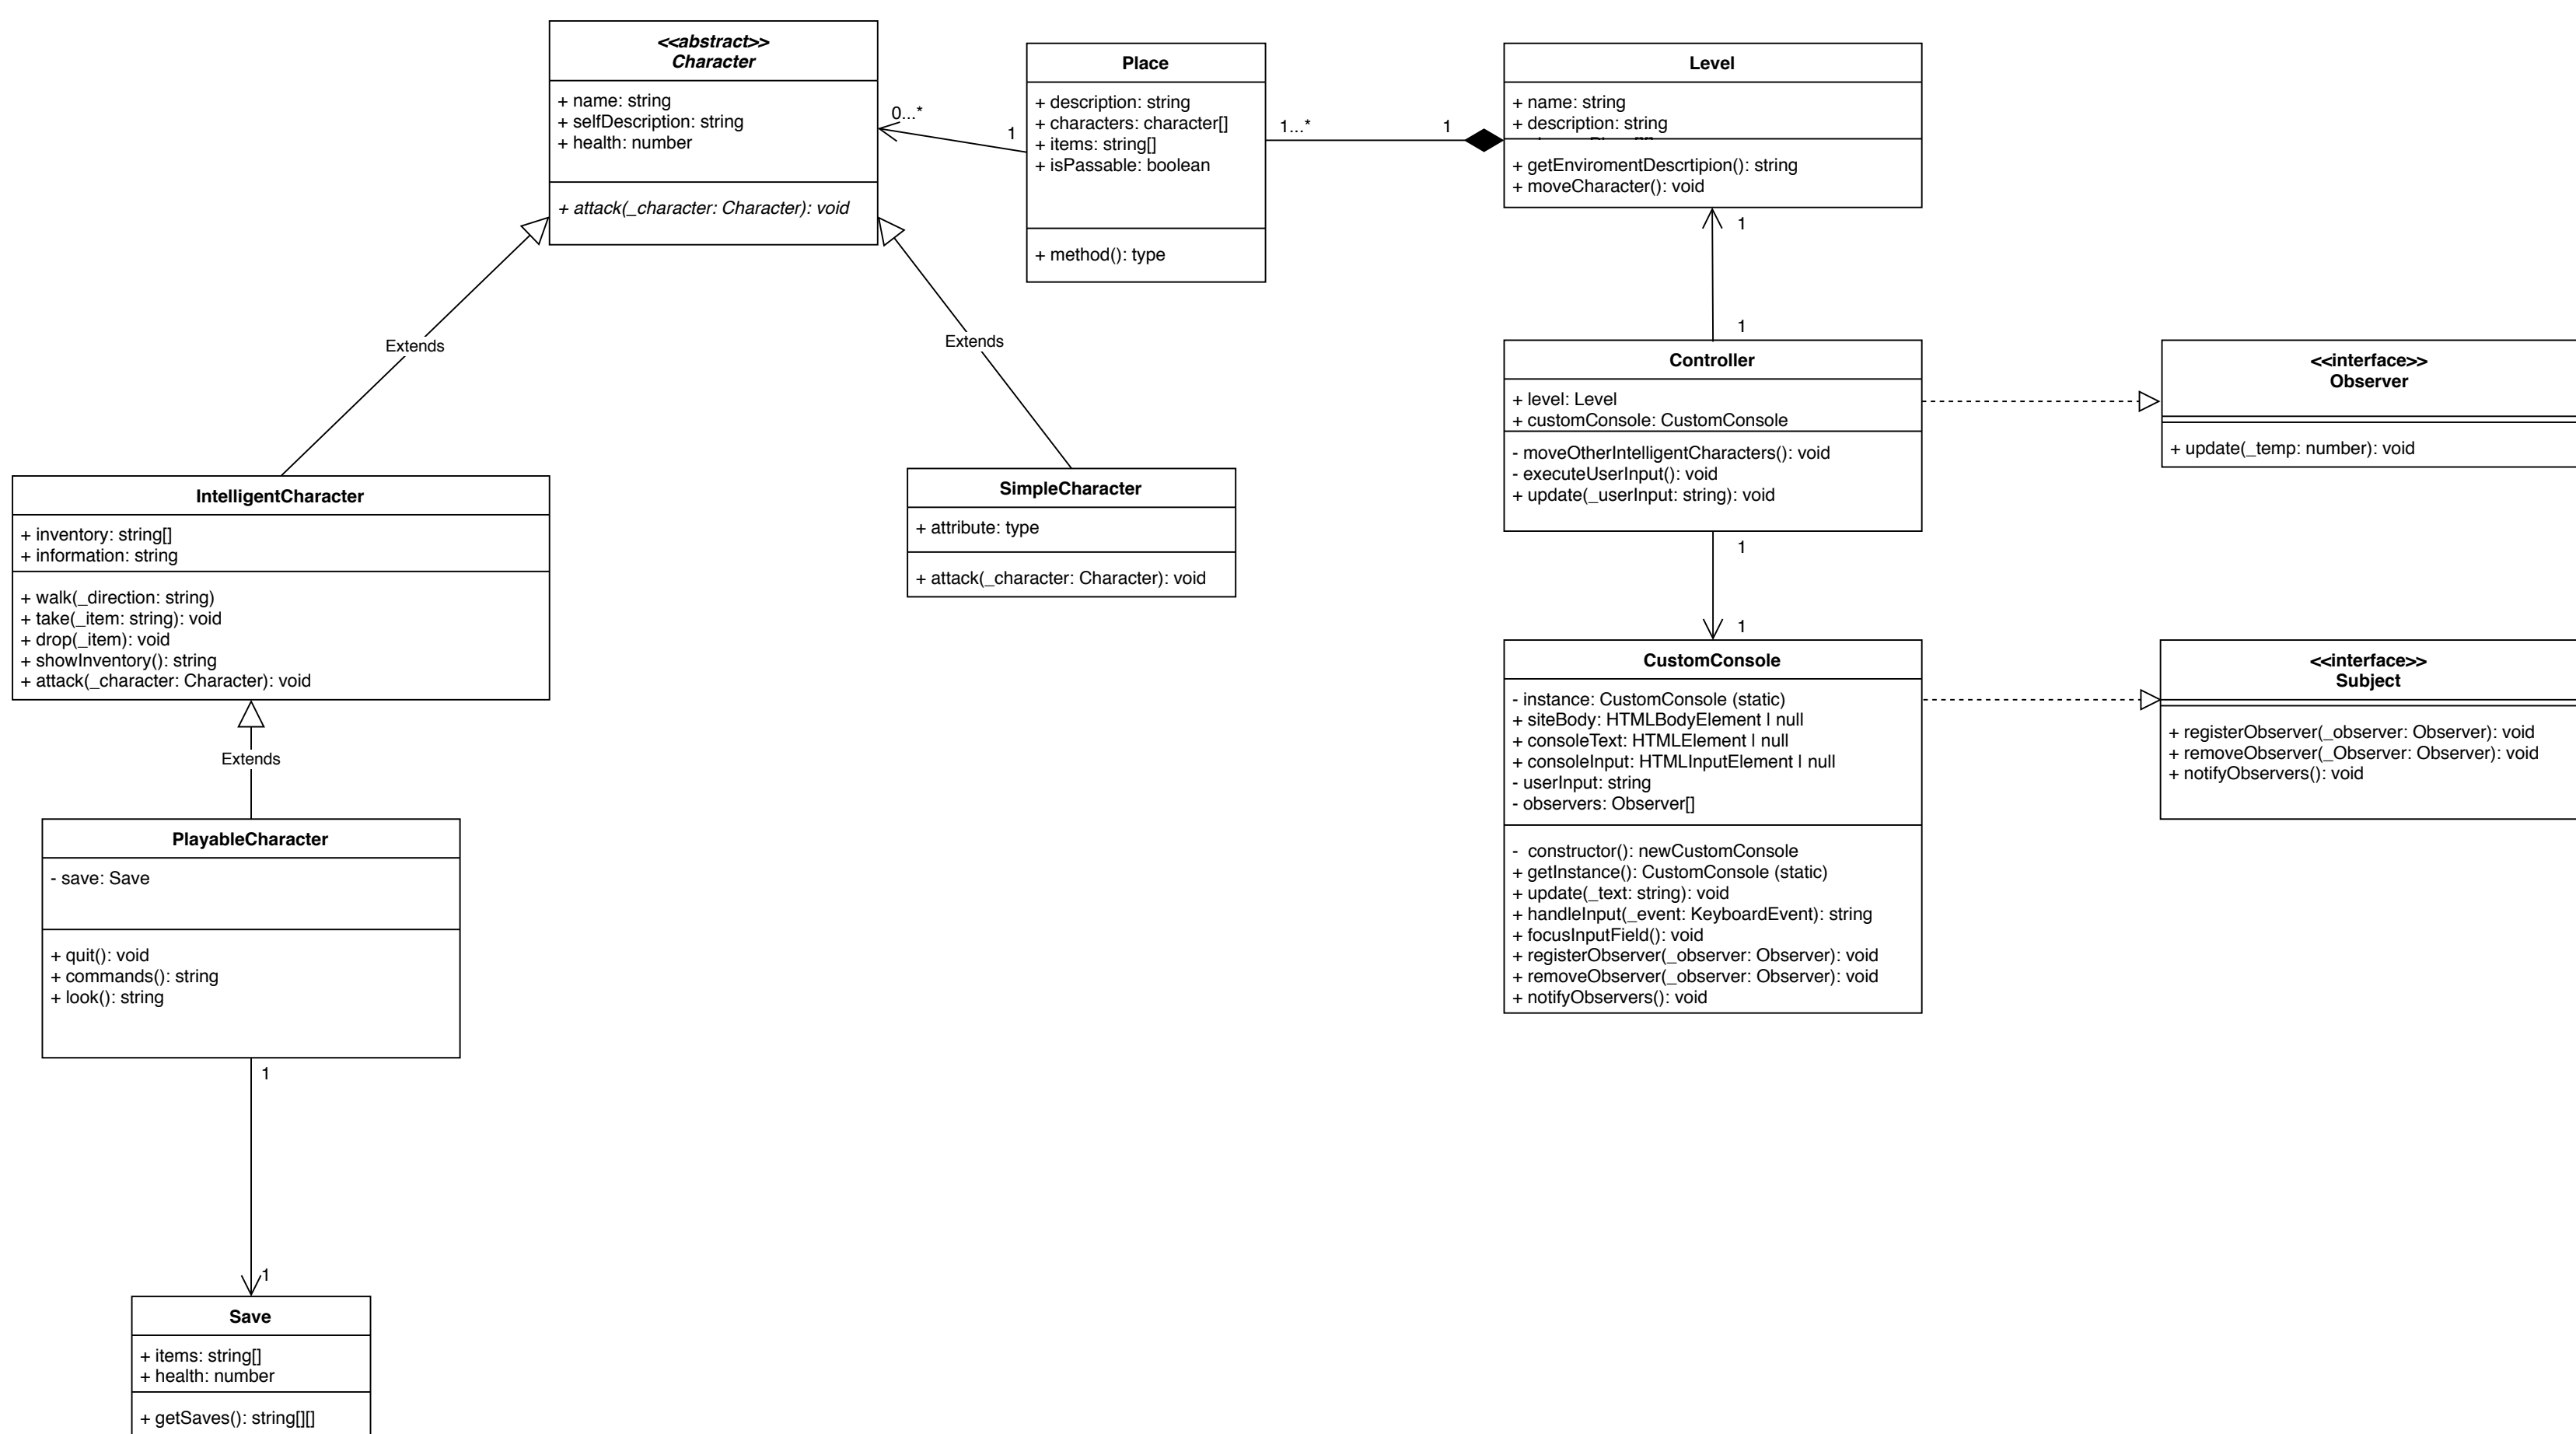 <<abstract>>
Character
+ name: string
+ selfDescription: string
+ health: number
+ attack(_character: Character): void
0...*
1
Place
+ description: string
+ characters: character[]
+ items: string[]
+ isPassable: boolean
+ method(): type
1...*
1
Level
+ name: string
+ description: string
+ getEnviromentDescrtipion(): string
+ moveCharacter(): void
1
1
Extends
Extends
Controller
+ level: Level
+ customConsole: CustomConsole
- moveOtherIntelligentCharacters(): void
- executeUserInput(): void
+ update(_userInput: string): void
<<interface>>
Observer
+ update(_temp: number): void
IntelligentCharacter
+ inventory: string[]
+ information: string
+ walk(_direction: string)
+ take(_item: string): void
+ drop(_item): void
+ showInventory(): string
+ attack(_character: Character): void
SimpleCharacter
+ attribute: type
+ attack(_character: Character): void
1
1
CustomConsole
- instance: CustomConsole (static)
+ siteBody: HTMLBodyElement | null
+ consoleText: HTMLElement | null
+ consoleInput: HTMLInputElement | null
- userInput: string
- observers: Observer[]
- constructor(): newCustomConsole
+ getInstance(): CustomConsole (static)
+ update(_text: string): void
+ handleInput(_event: KeyboardEvent): string
+ focusInputField(): void
+ registerObserver(_observer: Observer): void
+ removeObserver(_observer: Observer): void
+ notifyObservers(): void
<<interface>>
Subject
+ registerObserver(_observer: Observer): void
+ removeObserver(_Observer: Observer): void
+ notifyObservers(): void
Extends
PlayableCharacter
- save: Save
+ quit(): void
+ commands(): string
+ look(): string
1
1
Save
+ items: string[]
+ health: number
+ getSaves(): string[][]